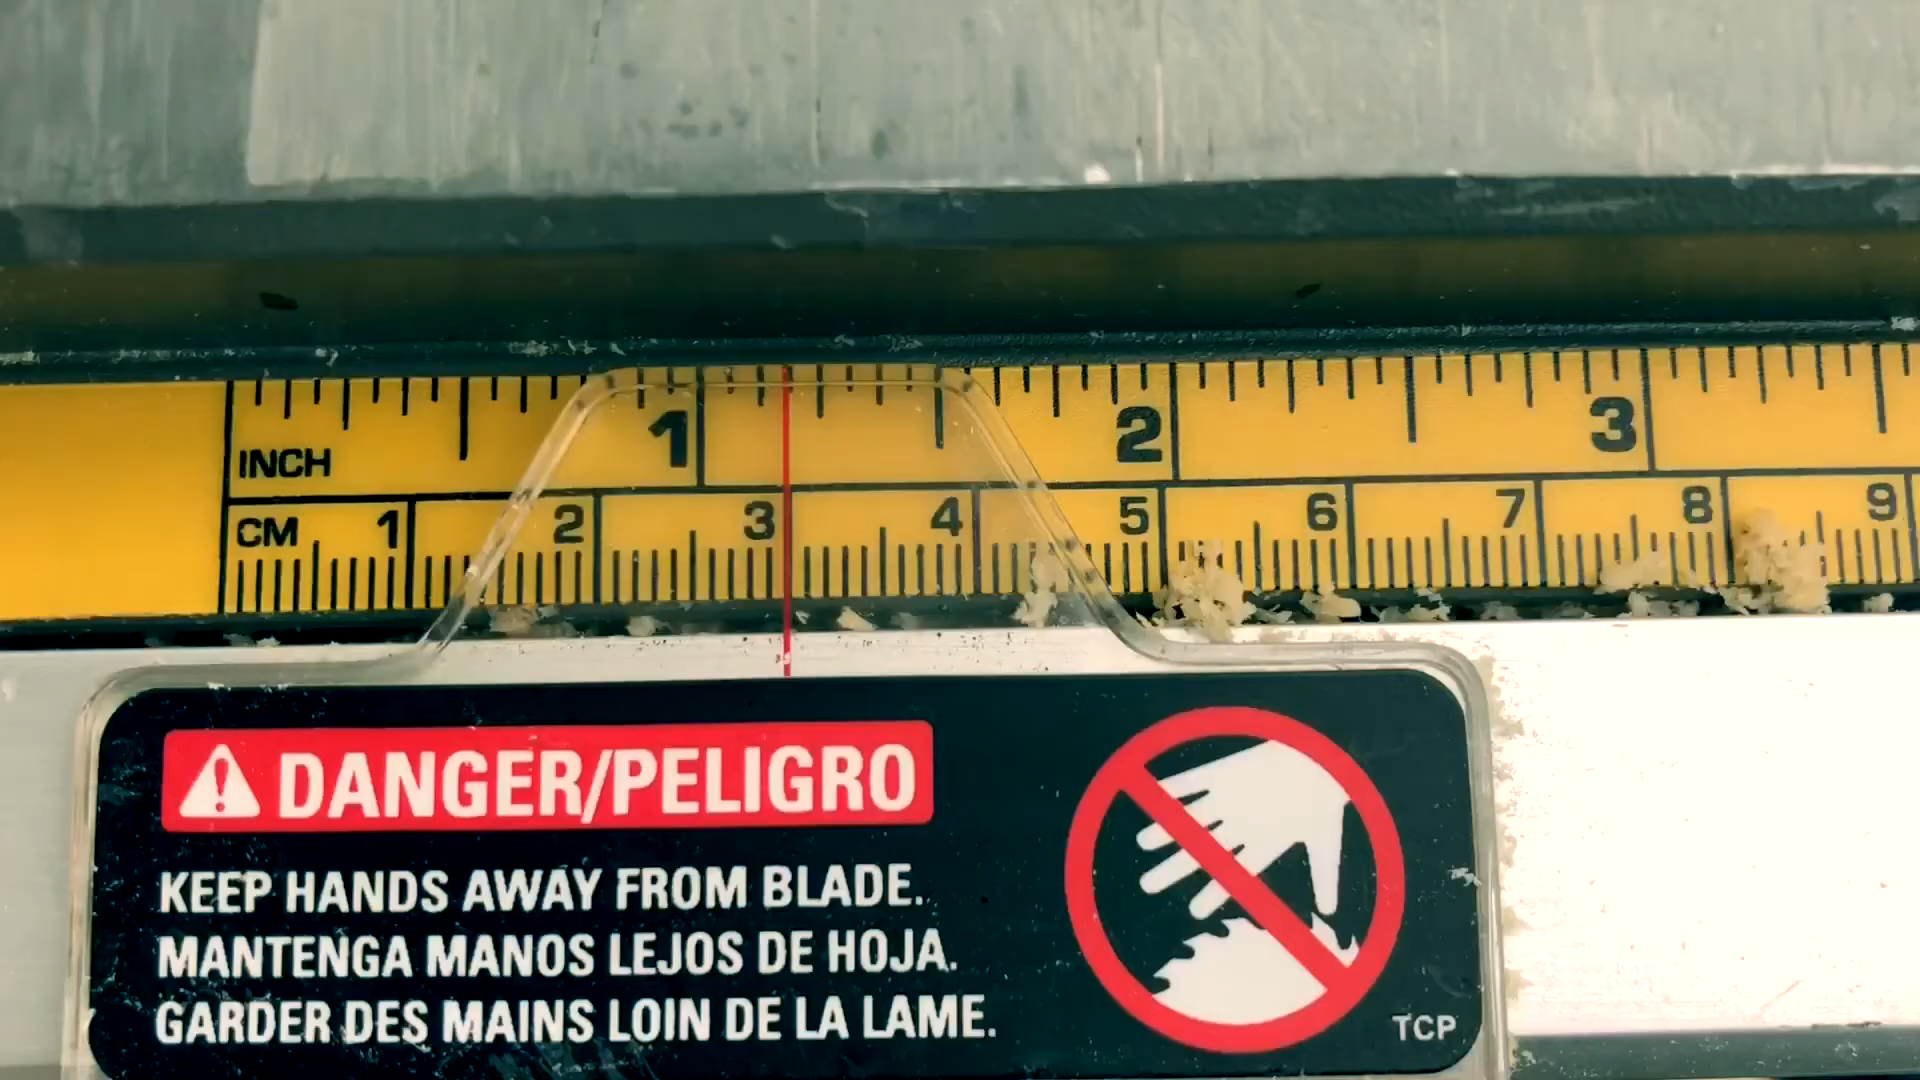 INCH 1 2 3
CM 1 2 3 4 5 6 7 8 9
DANGER/PELIGRO
KEEP HANDS AWAY FROM BLADE.
MANTENGA MANOS LEJOS DE HOJA.
GARDER DES MAINS LOIN DE LA LAME.
TCP